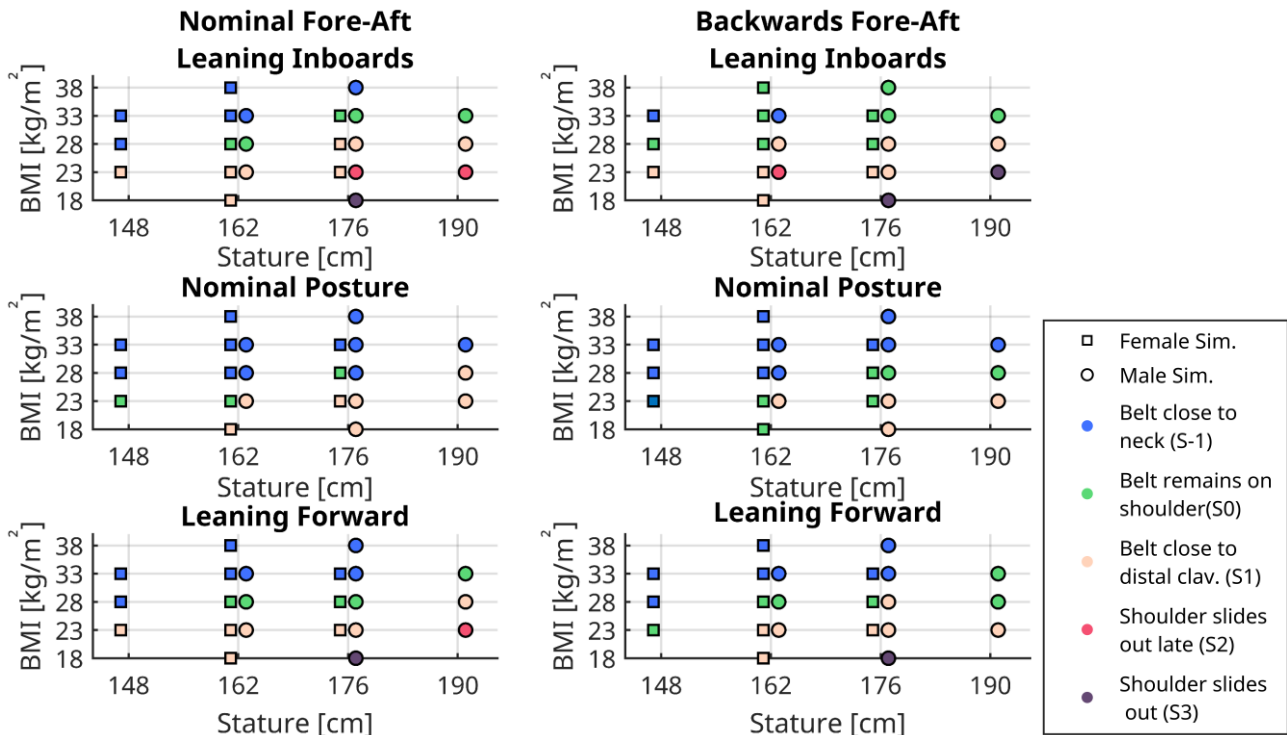 Nominal Fore-Aft
Leaning Inboards
BMI [kg/m 2 ]
38
33
28
23
18
148 162 176 190
Stature [cm]
Backwards Fore-Aft
Leaning Inboards
BMI [kg/m 2 ]
38
33
28
23
18
148 162 176 190
Stature [cm]
Nominal Posture
BMI [kg/m 2 ]
38
33
28
23
18
148 162 176 190
Stature [cm]
Nominal Posture
BMI [kg/m 2 ]
38
33
28
23
18
148 162 176 190
Stature [cm]
Leaning Forward
BMI [kg/m 2 ]
38
33
28
23
18
148 162 176 190
Stature [cm]
Leaning Forward
BMI [kg/m 2 ]
38
33
28
23
18
148 162 176 190
Stature [cm]
Female Sim.
Male Sim.
Belt close to
neck (S-1)
Belt remains on
shoulder(S0)
Belt close to
distal clav. (S1)
Shoulder slides
out late (S2)
Shoulder slides
out (S3)